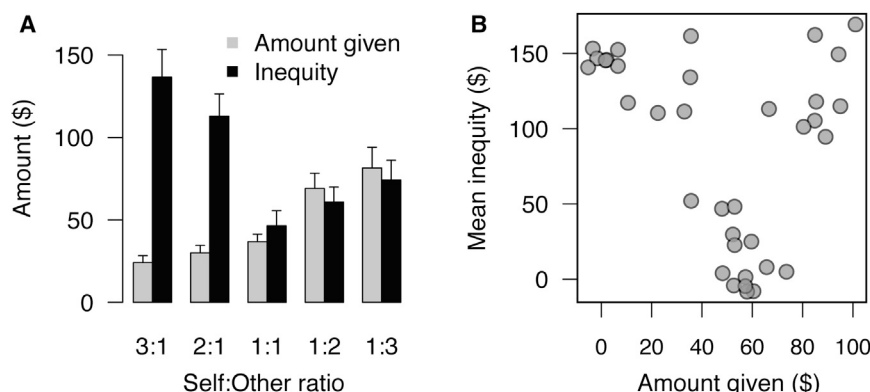 A
150
100
50
0
Amount ($)
Amount given
Inequity
3:1 2:1 1:1 1:2 1:3
Self:Other ratio
B
150
100
50
0
Mean inequity ($)
0 20 40 60 80 100
Amount given ($)